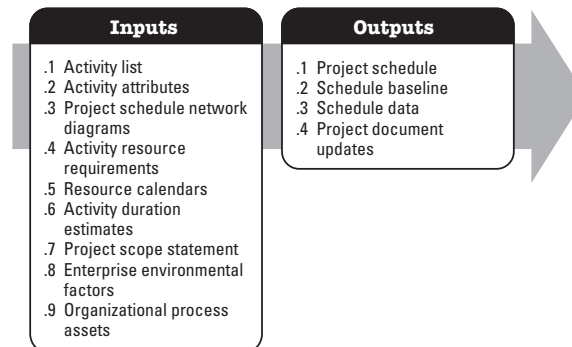 Inputs
.1 Activity list
.2 Activity attributes
.3 Project schedule network
diagrams
.4 Activity resource
requirements
.5 Resource calendars
.6 Activity duration
estimates
.7 Project scope statement
.8 Enterprise environmental
factors
.9 Organizational process
assets
Outputs
.1 Project schedule
.2 Schedule baseline
.3 Schedule data
.4 Project document
updates